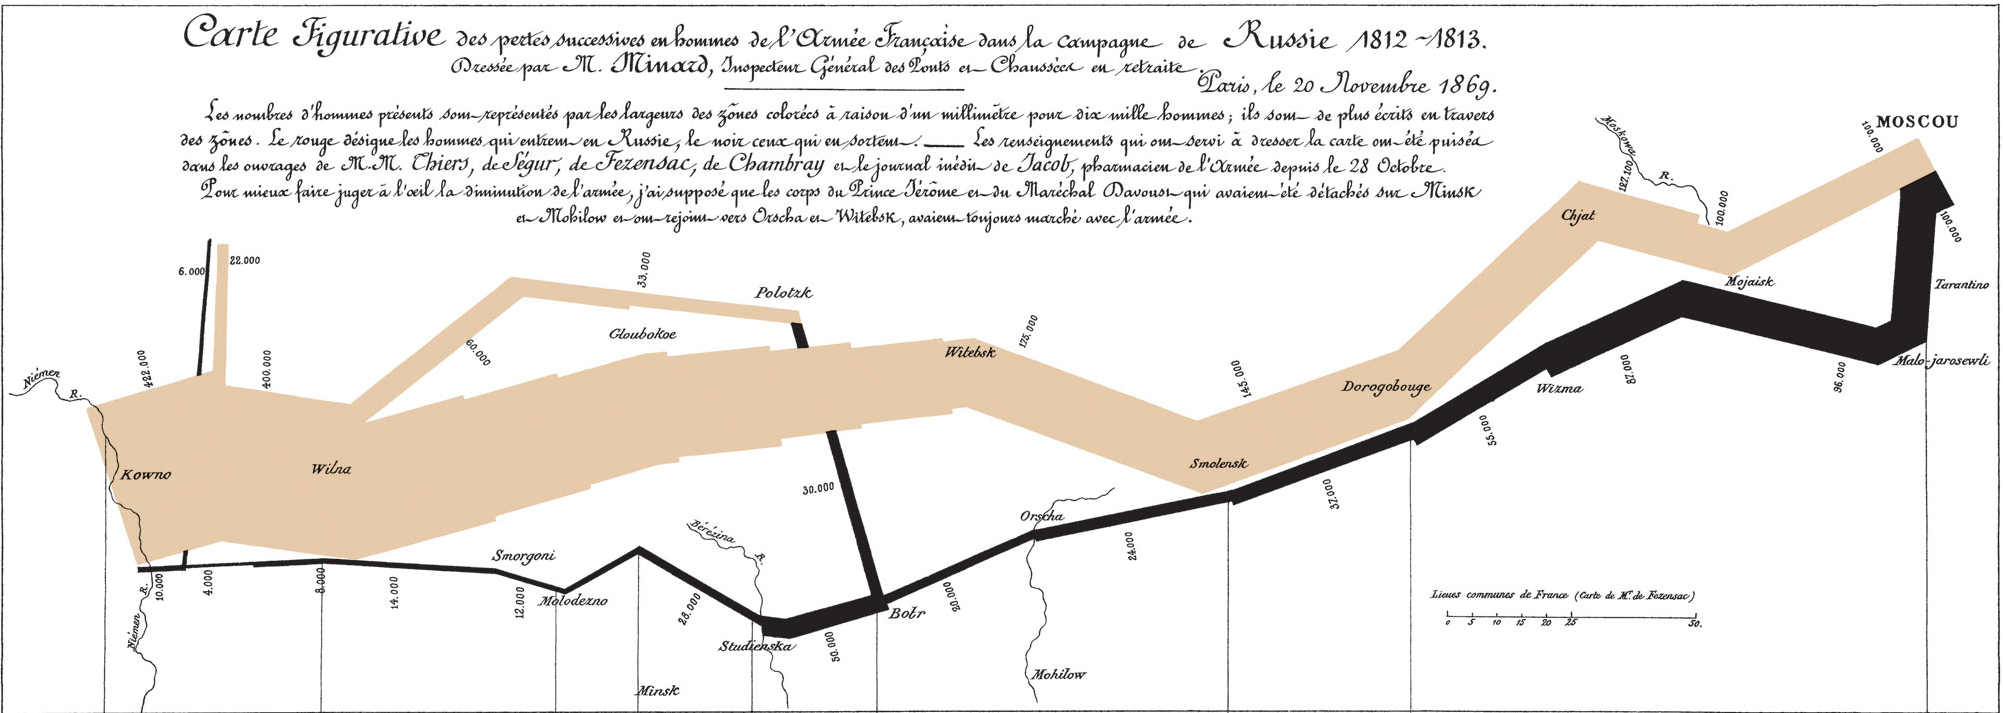 Carte Figurative des pertes successives en hommes de l'Armée Française dans la campagne de Russie 1812~1813.
Dressée par M. Minard, Inspecteur Général des Ponts et Chaussées en retraite.
Paris, le 20 Novembre 1869.
Les nombres d'hommes présents sont représentés par les largeurs des zônes colorées à raison d'un millimètre pour dix mille hommes; ils sont de plus écrits en travers
des zônes. Le rouge désigne les hommes qui entrent en Russie, le noir ceux qui en sortent. ___ Les renseignements qui ont servi à dresser la carte ont été puisés
dans les ouvrages de M.M. Thiers, de Ségur, de Fezensac, de Chambray et le journal inédit de Jacob, pharmacien de l'Armée depuis le 28 Octobre.
Pour mieux faire juger à l'œil la diminution de l'armée, j'ai supposé que les corps du Prince Jérôme et du Maréchal Davoust qui avaient été détachés sur Minsk
et Mohilow et ont rejoint vers Orscha et Witebsk, avaient toujours marché avec l'armée.
Moskowa R.
MOSCOU
100.000
127.100
100.000
Chjat
100.000
Mojaisk
Tarantino
Malo-jarosewli
6.000
22.000
33.000
Polotzk
Gloubokoe
60.000
Witebsk
175.000
Niémen R.
422.000
400.000
145.000
Dorogobouge
Wizma
87.000
96.000
55.000
Kowno
Wilna
Smolensk
30.000
37.000
Bérézina R.
Orscha
24.000
Smorgoni
10.000
4.000
8.000
14.000
12.000
Molodezno
28.000
Studienska
50.000
Botr
20.000
Niémen R.
Minsk
Mohilow
Lieues communes de France (Carte de Mr. de Fezensac)
0 5 10 15 20 25 50.